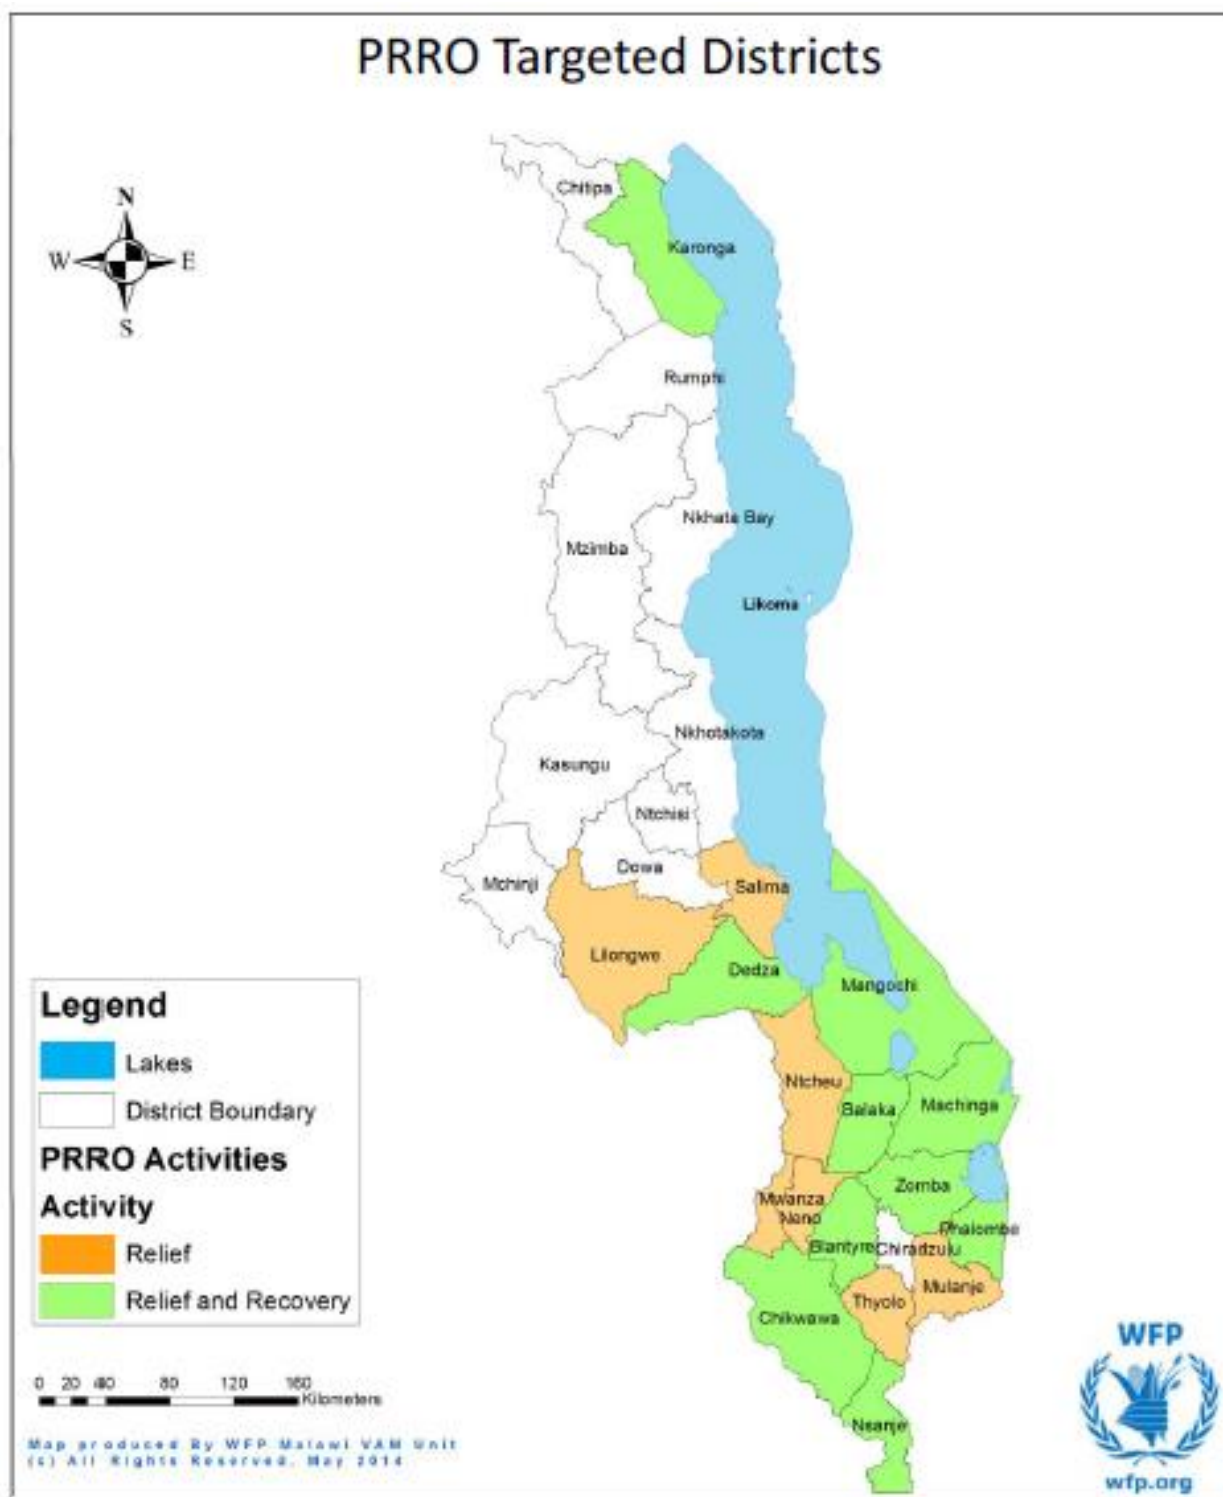 PRRO Targeted Districts
N
W E
S
Chitipa
Karonga
Rumphi
Nkhata Bay
Mzimba
Likoma
Nkhotakota
Kasungu
Ntchisi
Dowa
Mchinji
Salima
Lilongwe
Dedza
Mangochi
Ntcheu
Balaka
Machinga
Zomba
Mwanza
Neno
Phalombe
Blantyre
Chiradzulu
Mulanje
Thyolo
Chikwawa
Nsanje
Legend
Lakes
District Boundary
PRRO Activities
Activity
Relief
Relief and Recovery
0 20 40 80 120 160
Kilometers
Map produced By WFP Malawi VAM Unit
(c) All Rights Reserved. May 2014
WFP
wfp.org